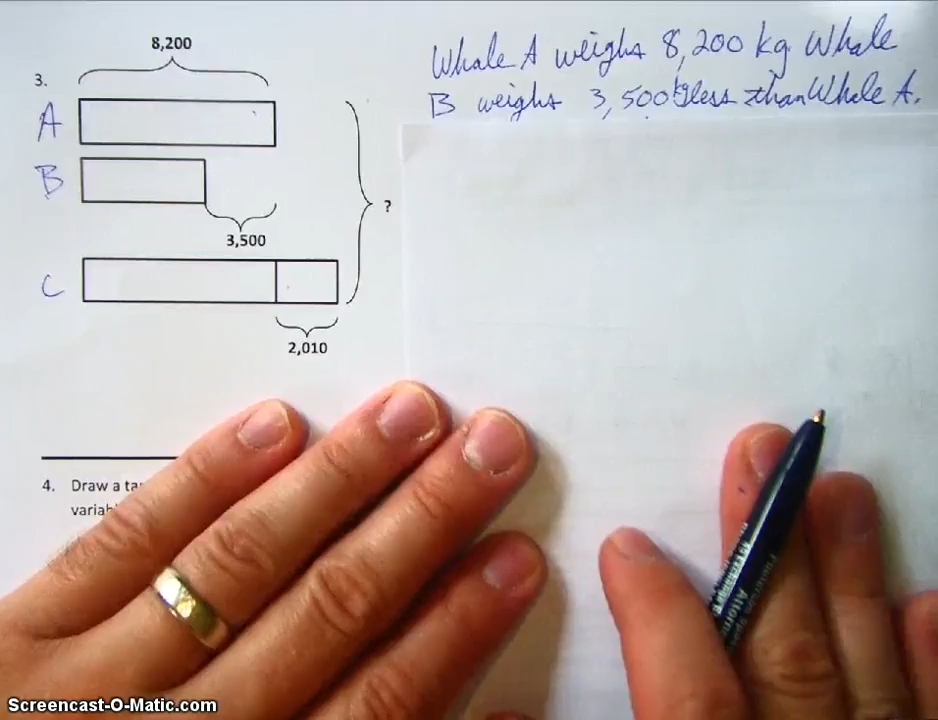 8,200
Whale A weighs 8,200 kg. Whale
3.
B weighs 3,500 kg less than Whale A.
A
B
?
3,500
C
2,010
4. Draw a ta
variab
Screencast-O-Matic.com